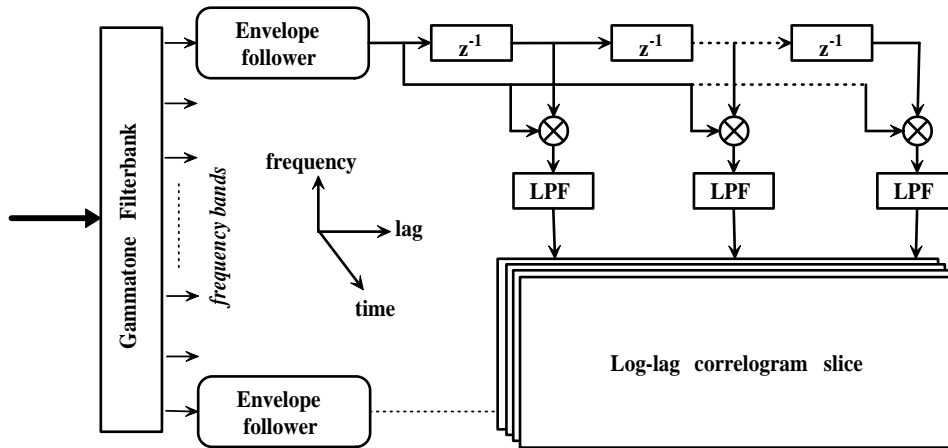 Gammatone Filterbank
Envelope
follower
z⁻¹
z⁻¹
z⁻¹
frequency bands
frequency
lag
time
LPF
LPF
LPF
Log-lag correlogram slice
Envelope
follower